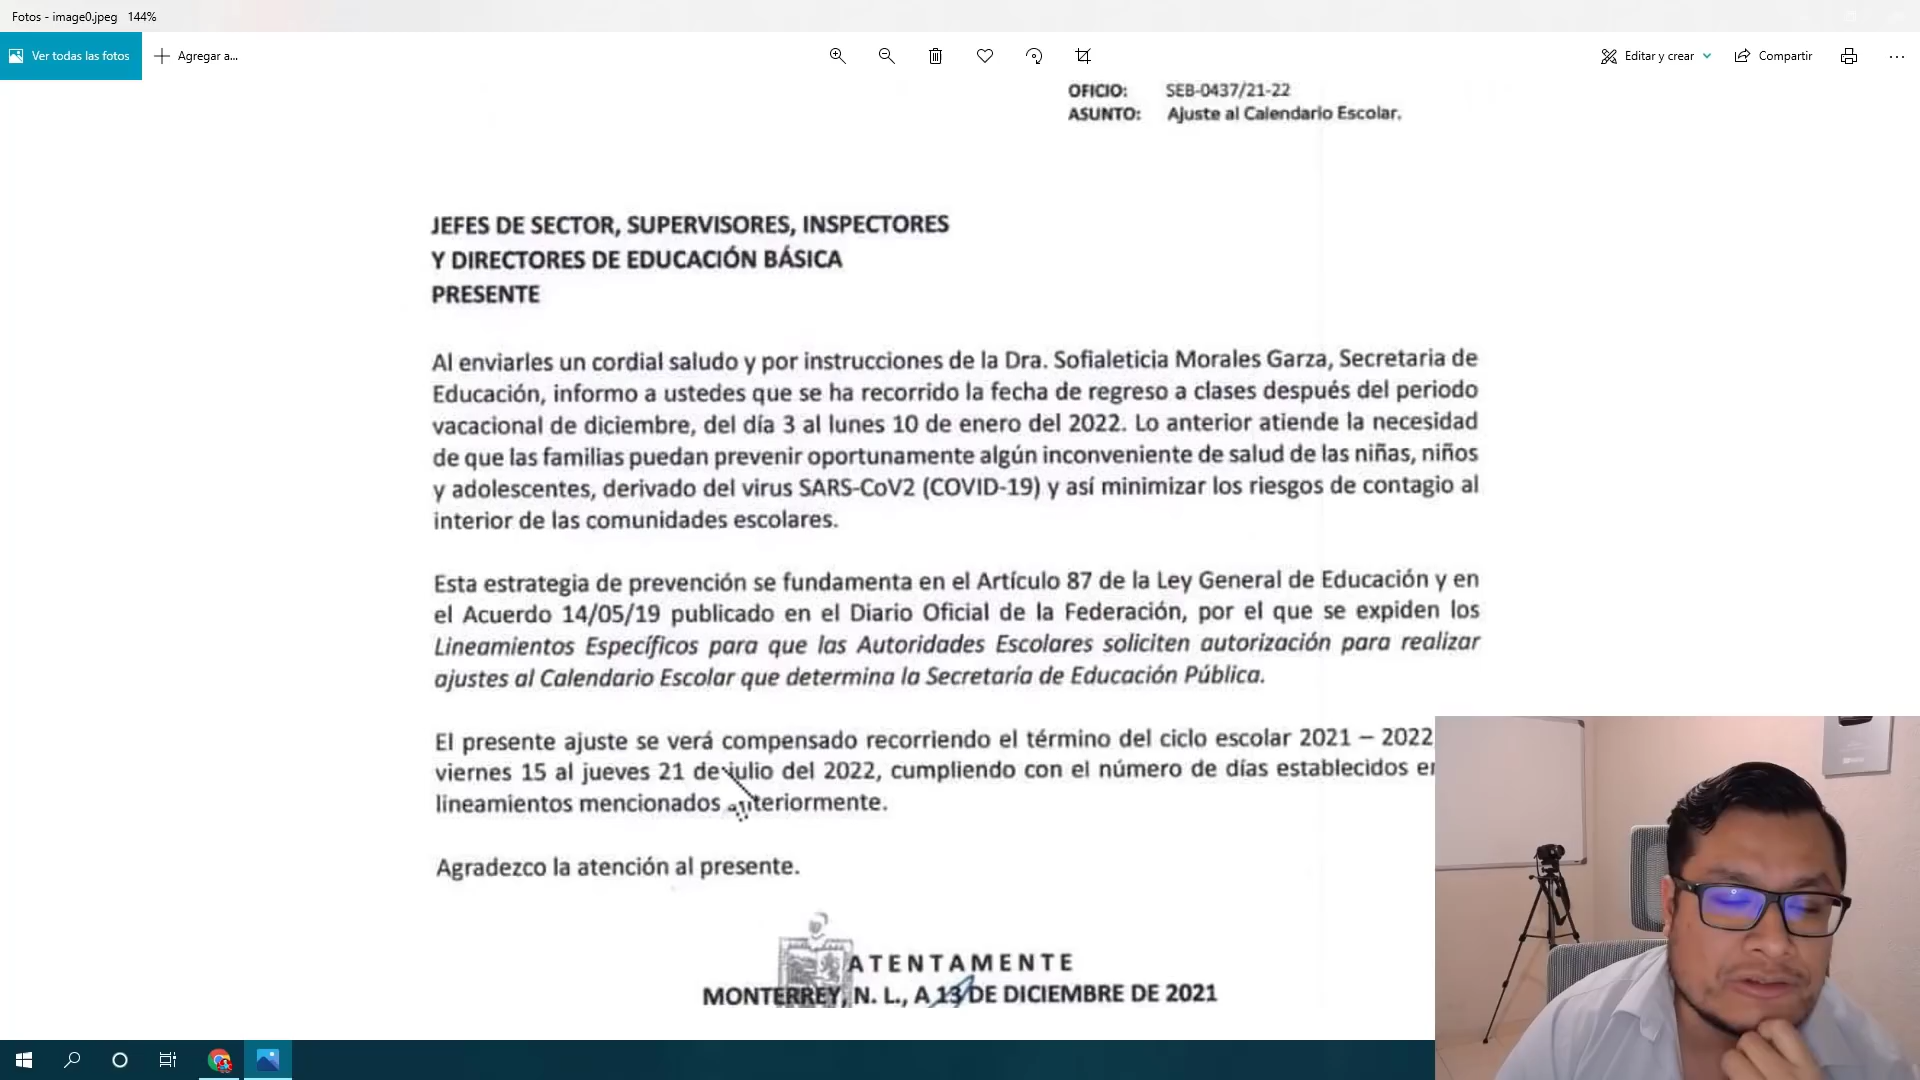 Fotos - image0.jpeg 144%
Ver todas las fotos
Agregar a...
Editar y crear
Compartir
OFICIO: SEB-0437/21-22
ASUNTO: Ajuste al Calendario Escolar.
JEFES DE SECTOR, SUPERVISORES, INSPECTORES
Y DIRECTORES DE EDUCACIÓN BÁSICA
PRESENTE
Al enviarles un cordial saludo y por instrucciones de la Dra. Sofialeticia Morales Garza, Secretaria de
Educación, informo a ustedes que se ha recorrido la fecha de regreso a clases después del periodo
vacacional de diciembre, del día 3 al lunes 10 de enero del 2022. Lo anterior atiende la necesidad
de que las familias puedan prevenir oportunamente algún inconveniente de salud de las niñas, niños
y adolescentes, derivado del virus SARS-CoV2 (COVID-19) y así minimizar los riesgos de contagio al
interior de las comunidades escolares.
Esta estrategia de prevención se fundamenta en el Artículo 87 de la Ley General de Educación y en
el Acuerdo 14/05/19 publicado en el Diario Oficial de la Federación, por el que se expiden los
Lineamientos Específicos para que las Autoridades Escolares soliciten autorización para realizar
ajustes al Calendario Escolar que determina la Secretaría de Educación Pública.
El presente ajuste se verá compensado recorriendo el término del ciclo escolar 2021 – 2022
viernes 15 al jueves 21 de julio del 2022, cumpliendo con el número de días establecidos en
lineamientos mencionados anteriormente.
Agradezco la atención al presente.
ATENTAMENTE
MONTERREY, N. L., A 13 DE DICIEMBRE DE 2021